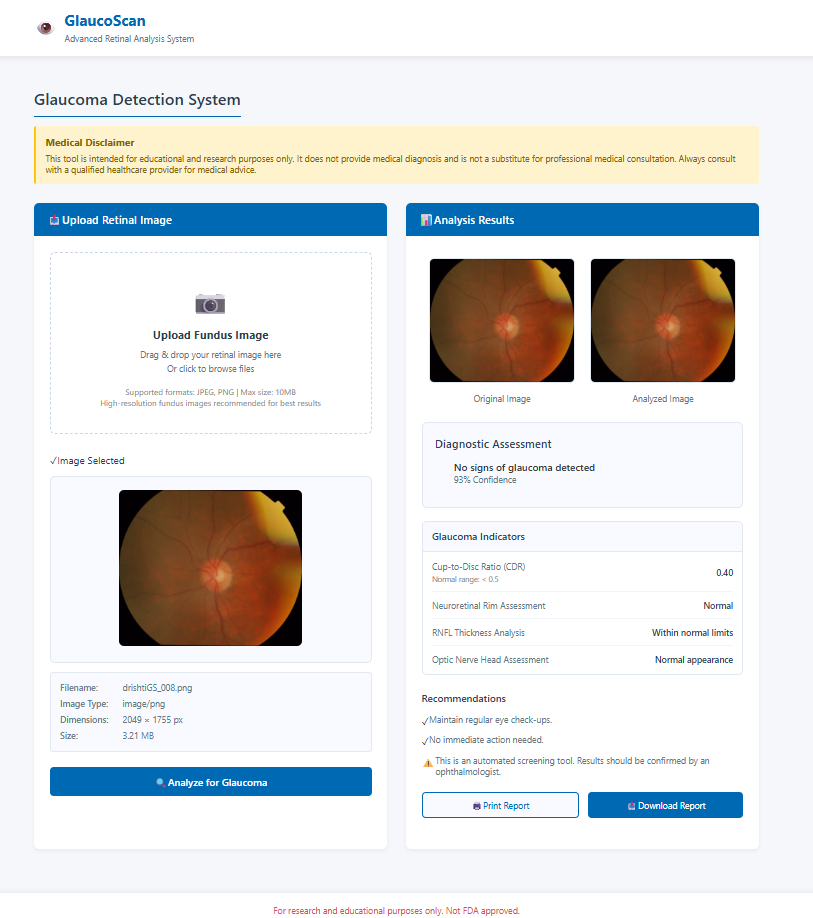 GlaucoScan
Advanced Retinal Analysis System
Glaucoma Detection System
Medical Disclaimer
This tool is intended for educational and research purposes only. It does not provide medical diagnosis and is not a substitute for professional medical consultation. Always consult
with a qualified healthcare provider for medical advice.
Upload Retinal Image
Upload Fundus Image
Drag & drop your retinal image here
Or click to browse files
Supported formats: JPEG, PNG | Max size: 10MB
High-resolution fundus images recommended for best results
✓Image Selected
Filename: drishtiGS_008.png
Image Type: image/png
Dimensions: 2049 × 1755 px
Size: 3.21 MB
Analyze for Glaucoma
Analysis Results
Original Image
Analyzed Image
Diagnostic Assessment
No signs of glaucoma detected
93% Confidence
Glaucoma Indicators
Cup-to-Disc Ratio (CDR) 0.40
Normal range: < 0.5
Neuroretinal Rim Assessment Normal
RNFL Thickness Analysis Within normal limits
Optic Nerve Head Assessment Normal appearance
Recommendations
✓Maintain regular eye check-ups.
✓No immediate action needed.
⚠This is an automated screening tool. Results should be confirmed by an
ophthalmologist.
Print Report
Download Report
For research and educational purposes only. Not FDA approved.